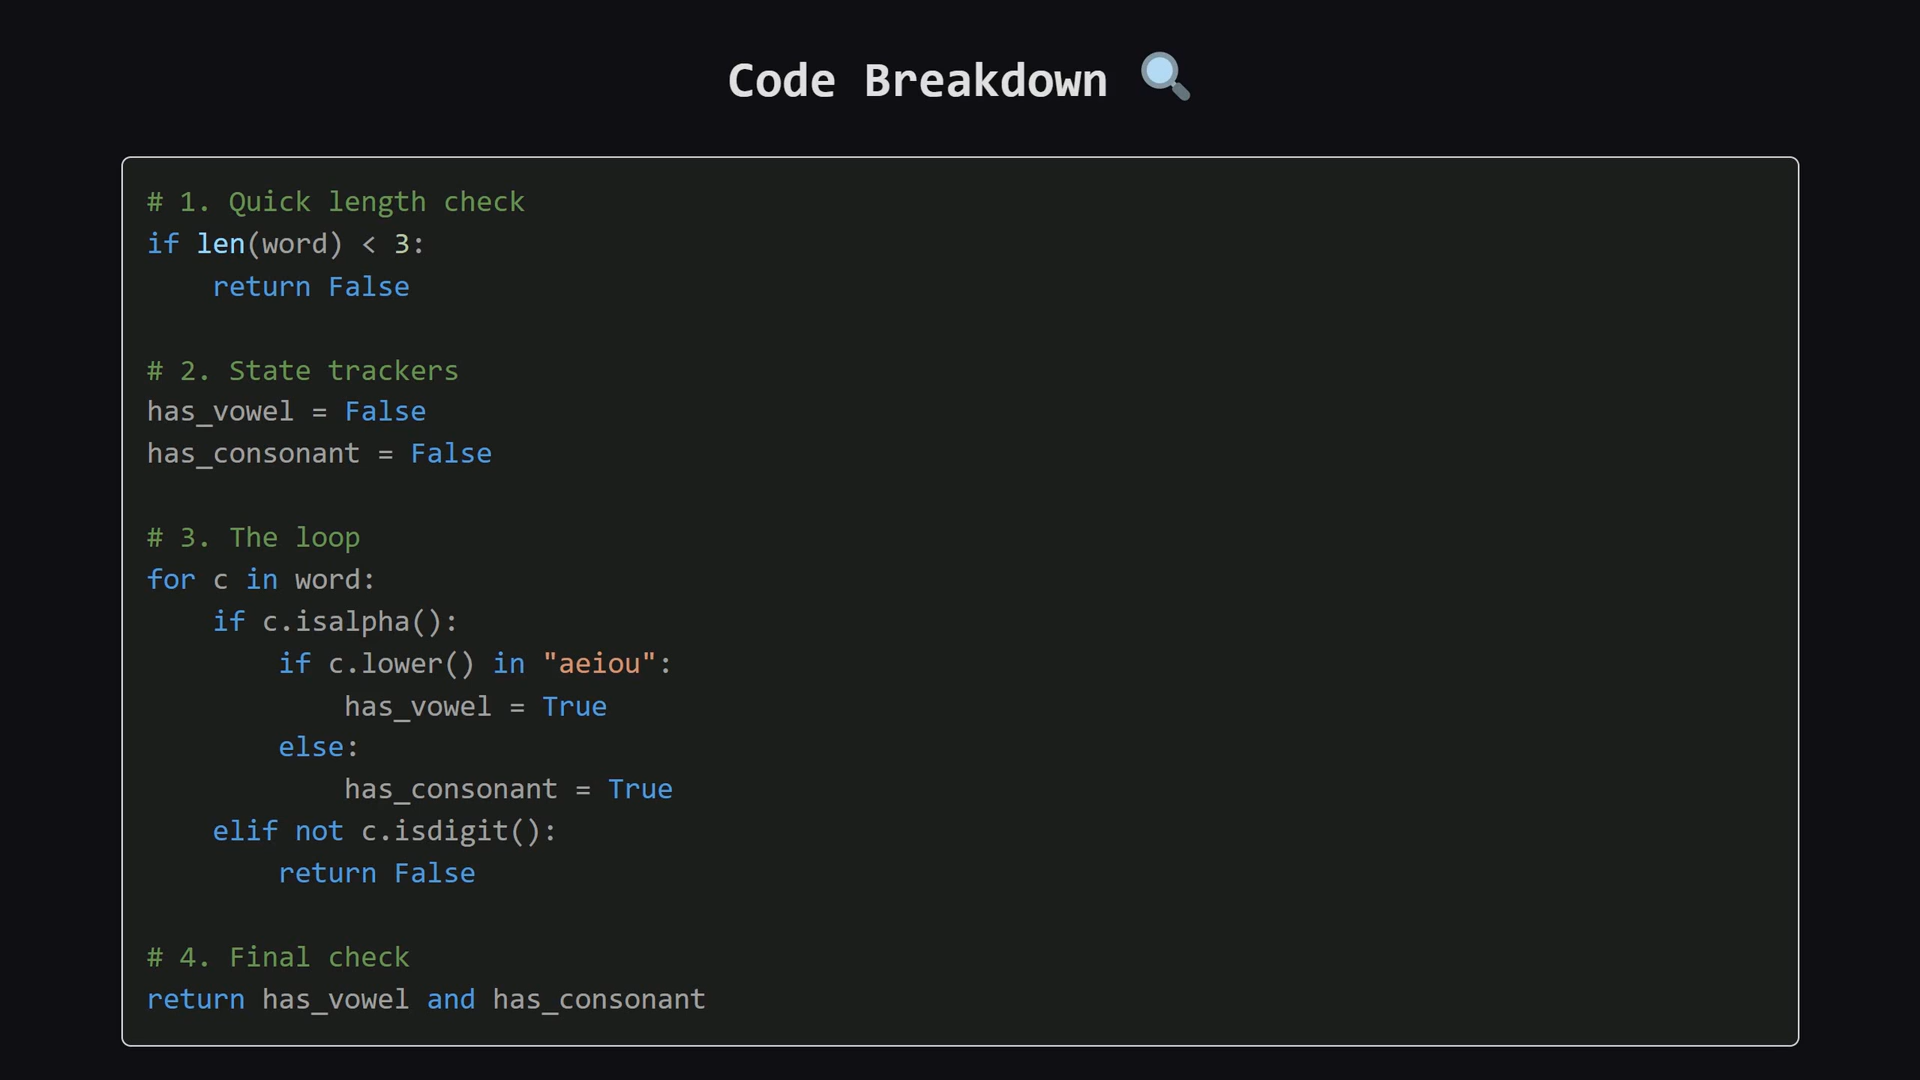 Code Breakdown 🔍
# 1. Quick length check
if len(word) < 3:
    return False
# 2. State trackers
has_vowel = False
has_consonant = False
# 3. The loop
for c in word:
    if c.isalpha():
        if c.lower() in "aeiou":
            has_vowel = True
        else:
            has_consonant = True
    elif not c.isdigit():
        return False
# 4. Final check
return has_vowel and has_consonant